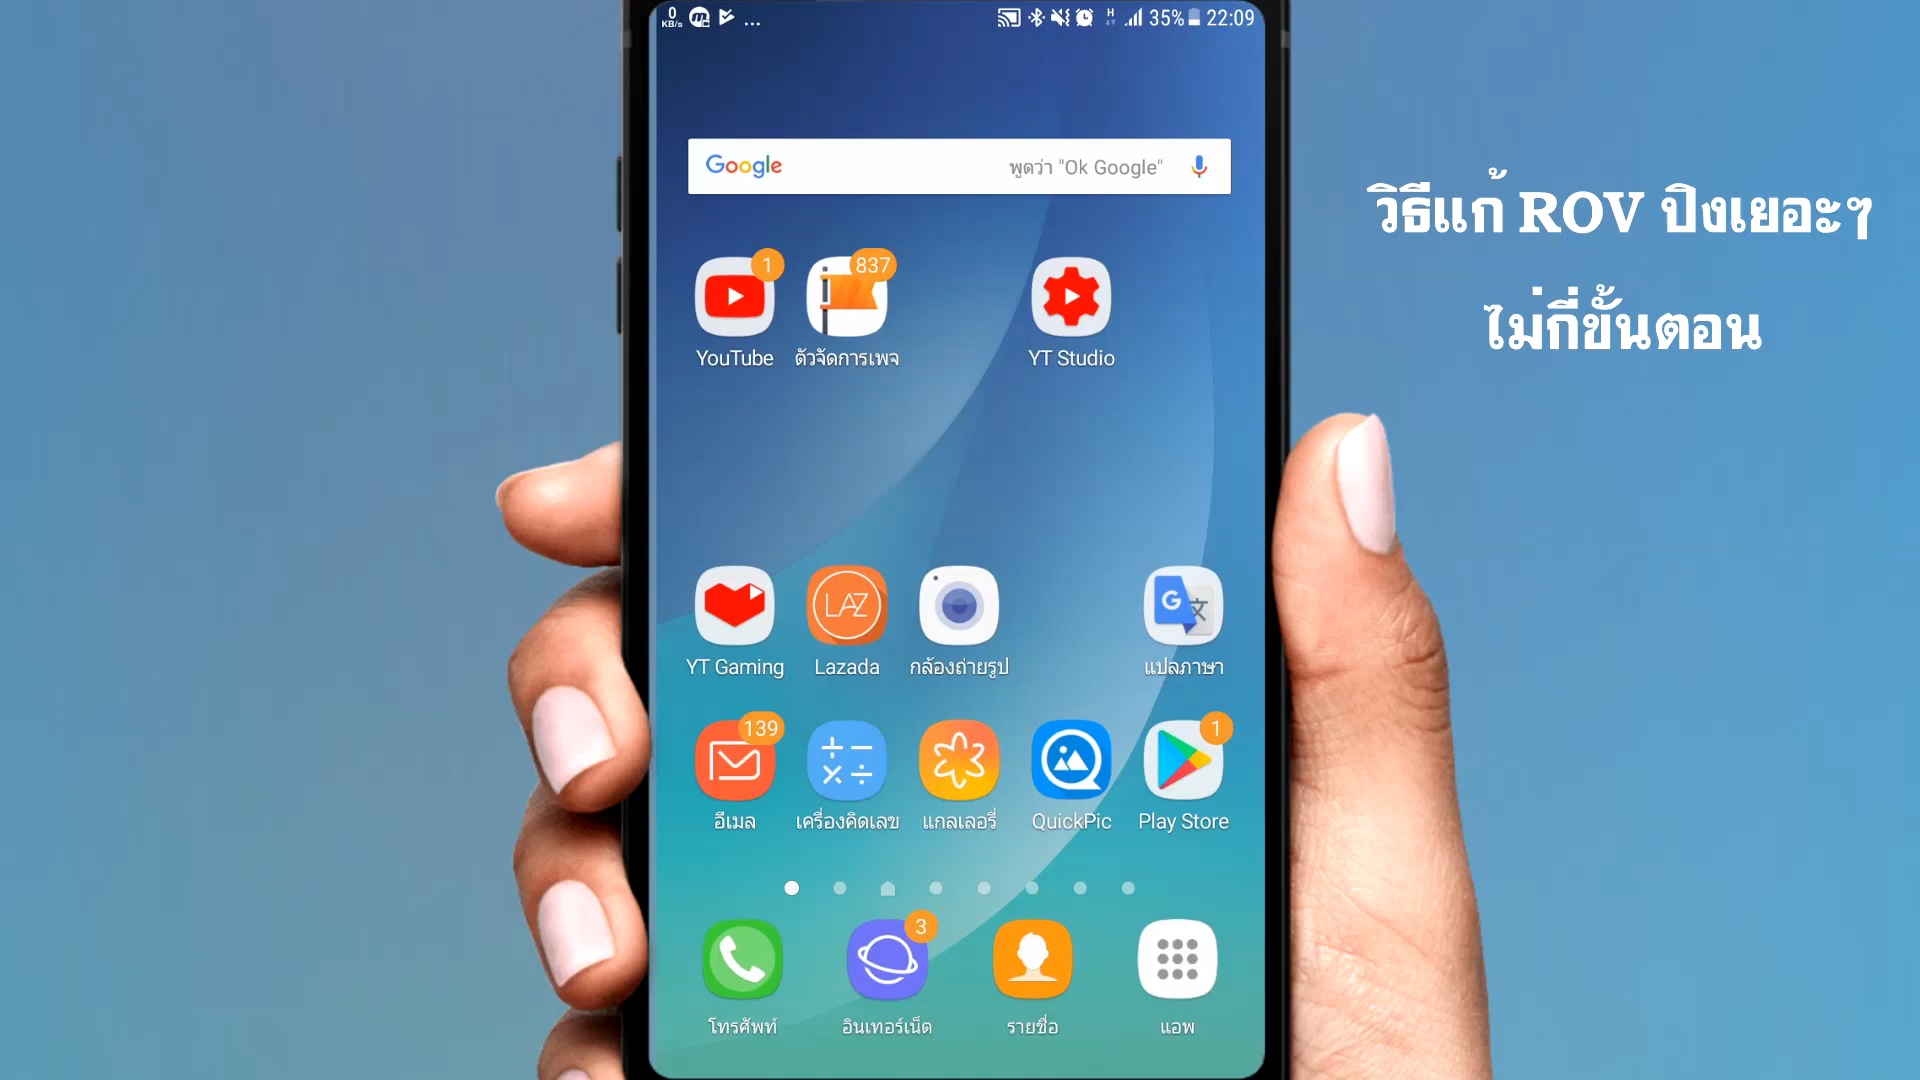 0
KB/s
...
H
35%
22:09
Google
พูดว่า "Ok Google"
วิธีแก้ ROV ปิงเยอะๆ
ไม่กี่ขั้นตอน
1
837
YouTube
ตัวจัดการเพจ
YT Studio
LAZ
G
文
YT Gaming
Lazada
กล้องถ่ายรูป
แปลภาษา
139
1
อีเมล
เครื่องคิดเลข
แกลเลอรี่
QuickPic
Play Store
3
โทรศัพท์
อินเทอร์เน็ต
รายชื่อ
แอพ